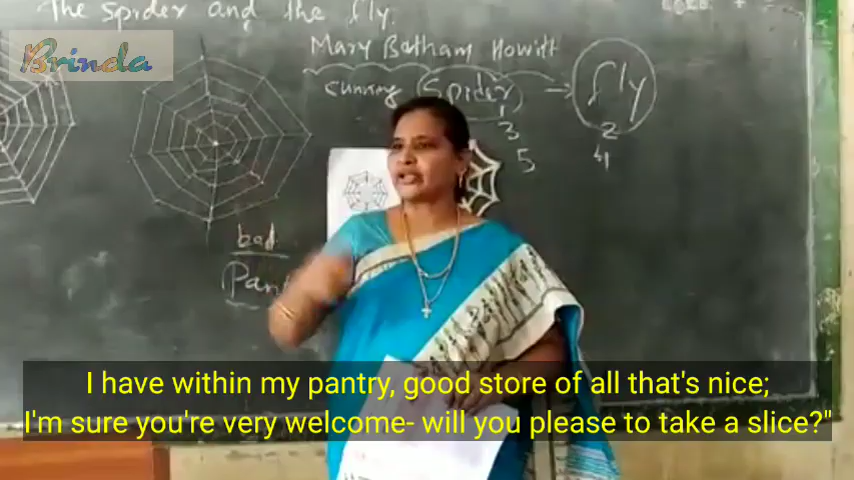 The spider and the fly.
Brinda
Mary Botham Howitt
cunning Spider → fly
1
3
5
2
4
bed
Pant
I have within my pantry, good store of all that's nice;
I'm sure you're very welcome- will you please to take a slice?"